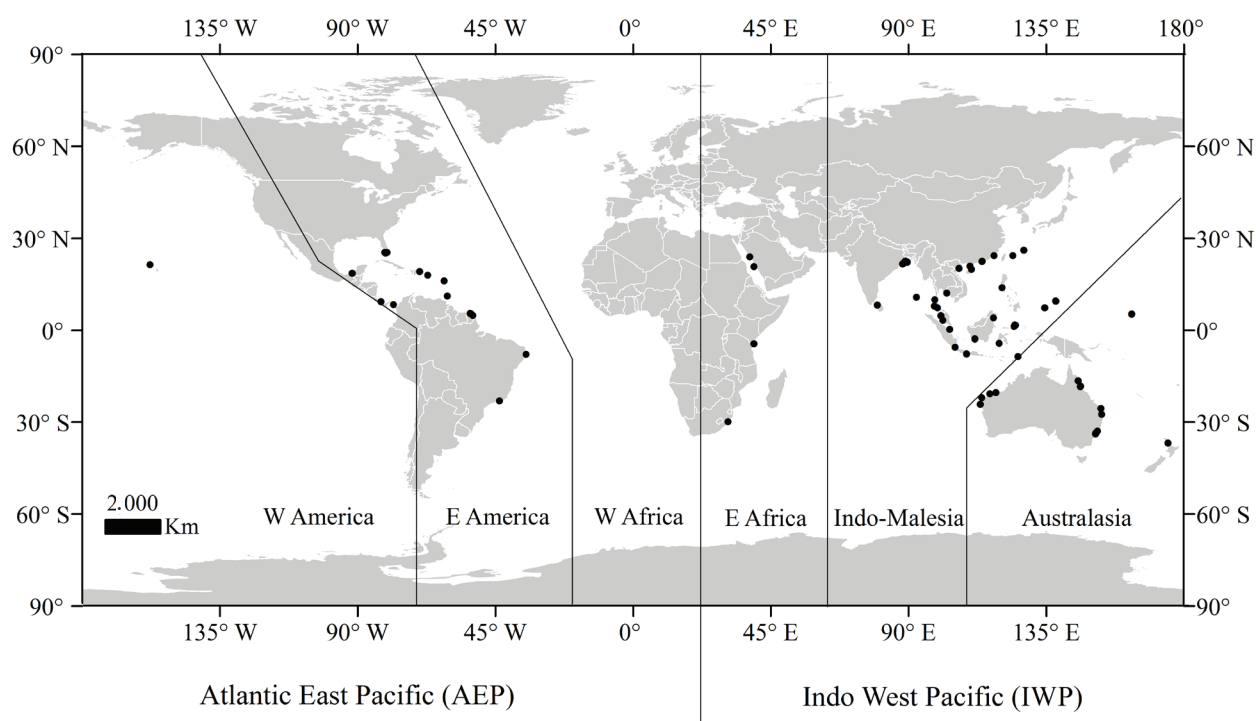 135° W 90° W 45° W 0° 45° E 90° E 135° E 180°
90°
60° N 60° N
30° N 30° N
0° 0°
30° S 30° S
2.000
Km
W America E America W Africa E Africa Indo-Malesia Australasia
60° S 60° S
90° 90°
135° W 90° W 45° W 0° 45° E 90° E 135° E
Atlantic East Pacific (AEP) Indo West Pacific (IWP)